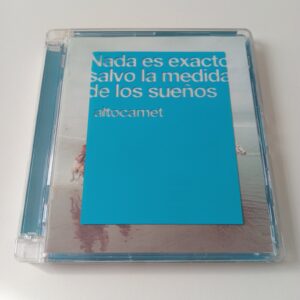 Nada es exacto
salvo la medida
de los sueños
altocamet